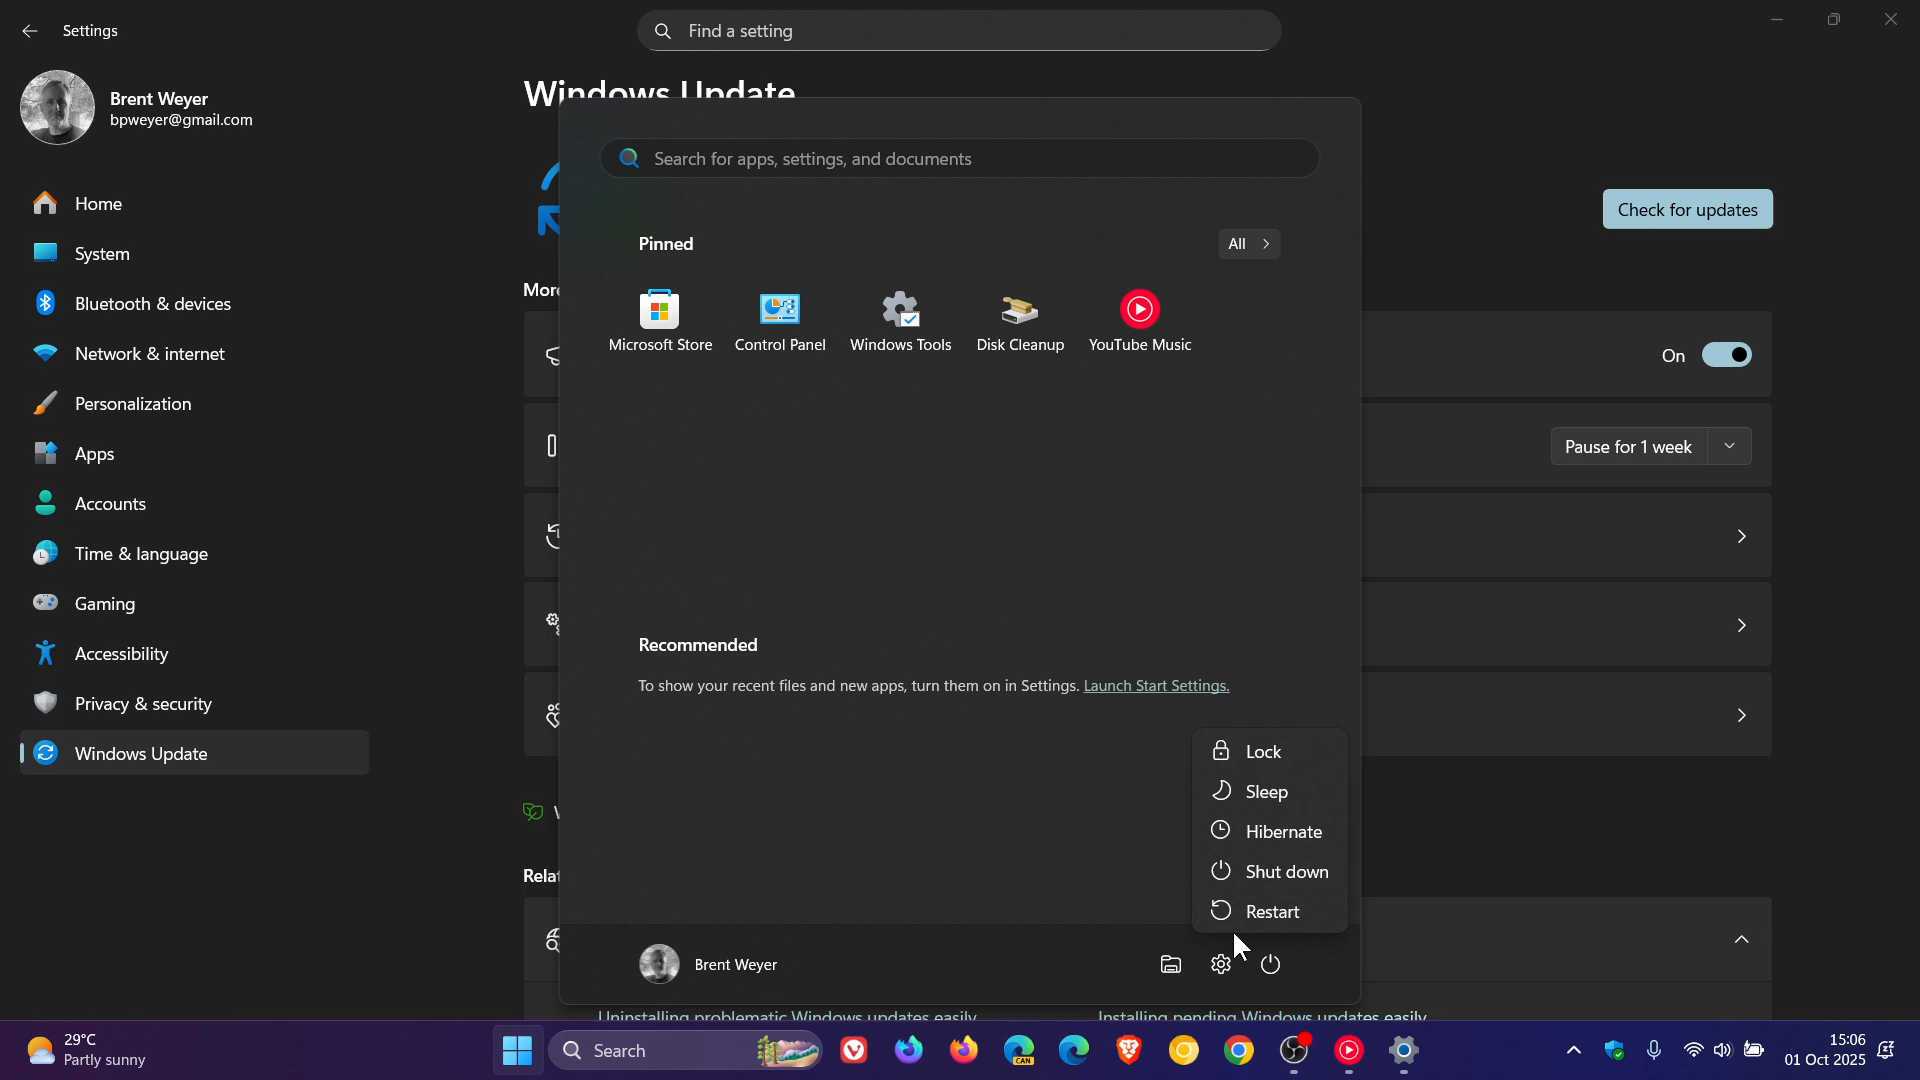 Settings
Find a setting
Brent Weyer
bpweyer@gmail.com
Home
System
Bluetooth & devices
Network & internet
Personalization
Apps
Accounts
Time & language
Gaming
Accessibility
Privacy & security
Windows Update
Windows Update
Check for updates
More
On
Pause for 1 week
Search for apps, settings, and documents
Pinned
All
Microsoft Store
Control Panel
Windows Tools
Disk Cleanup
YouTube Music
Recommended
To show your recent files and new apps, turn them on in Settings. Launch Start Settings.
Lock
Sleep
Hibernate
Shut down
Restart
Brent Weyer
Uninstalling problematic Windows updates easily
Installing pending Windows updates easily
29°C
Partly sunny
Search
CAN
15:06
01 Oct 2025